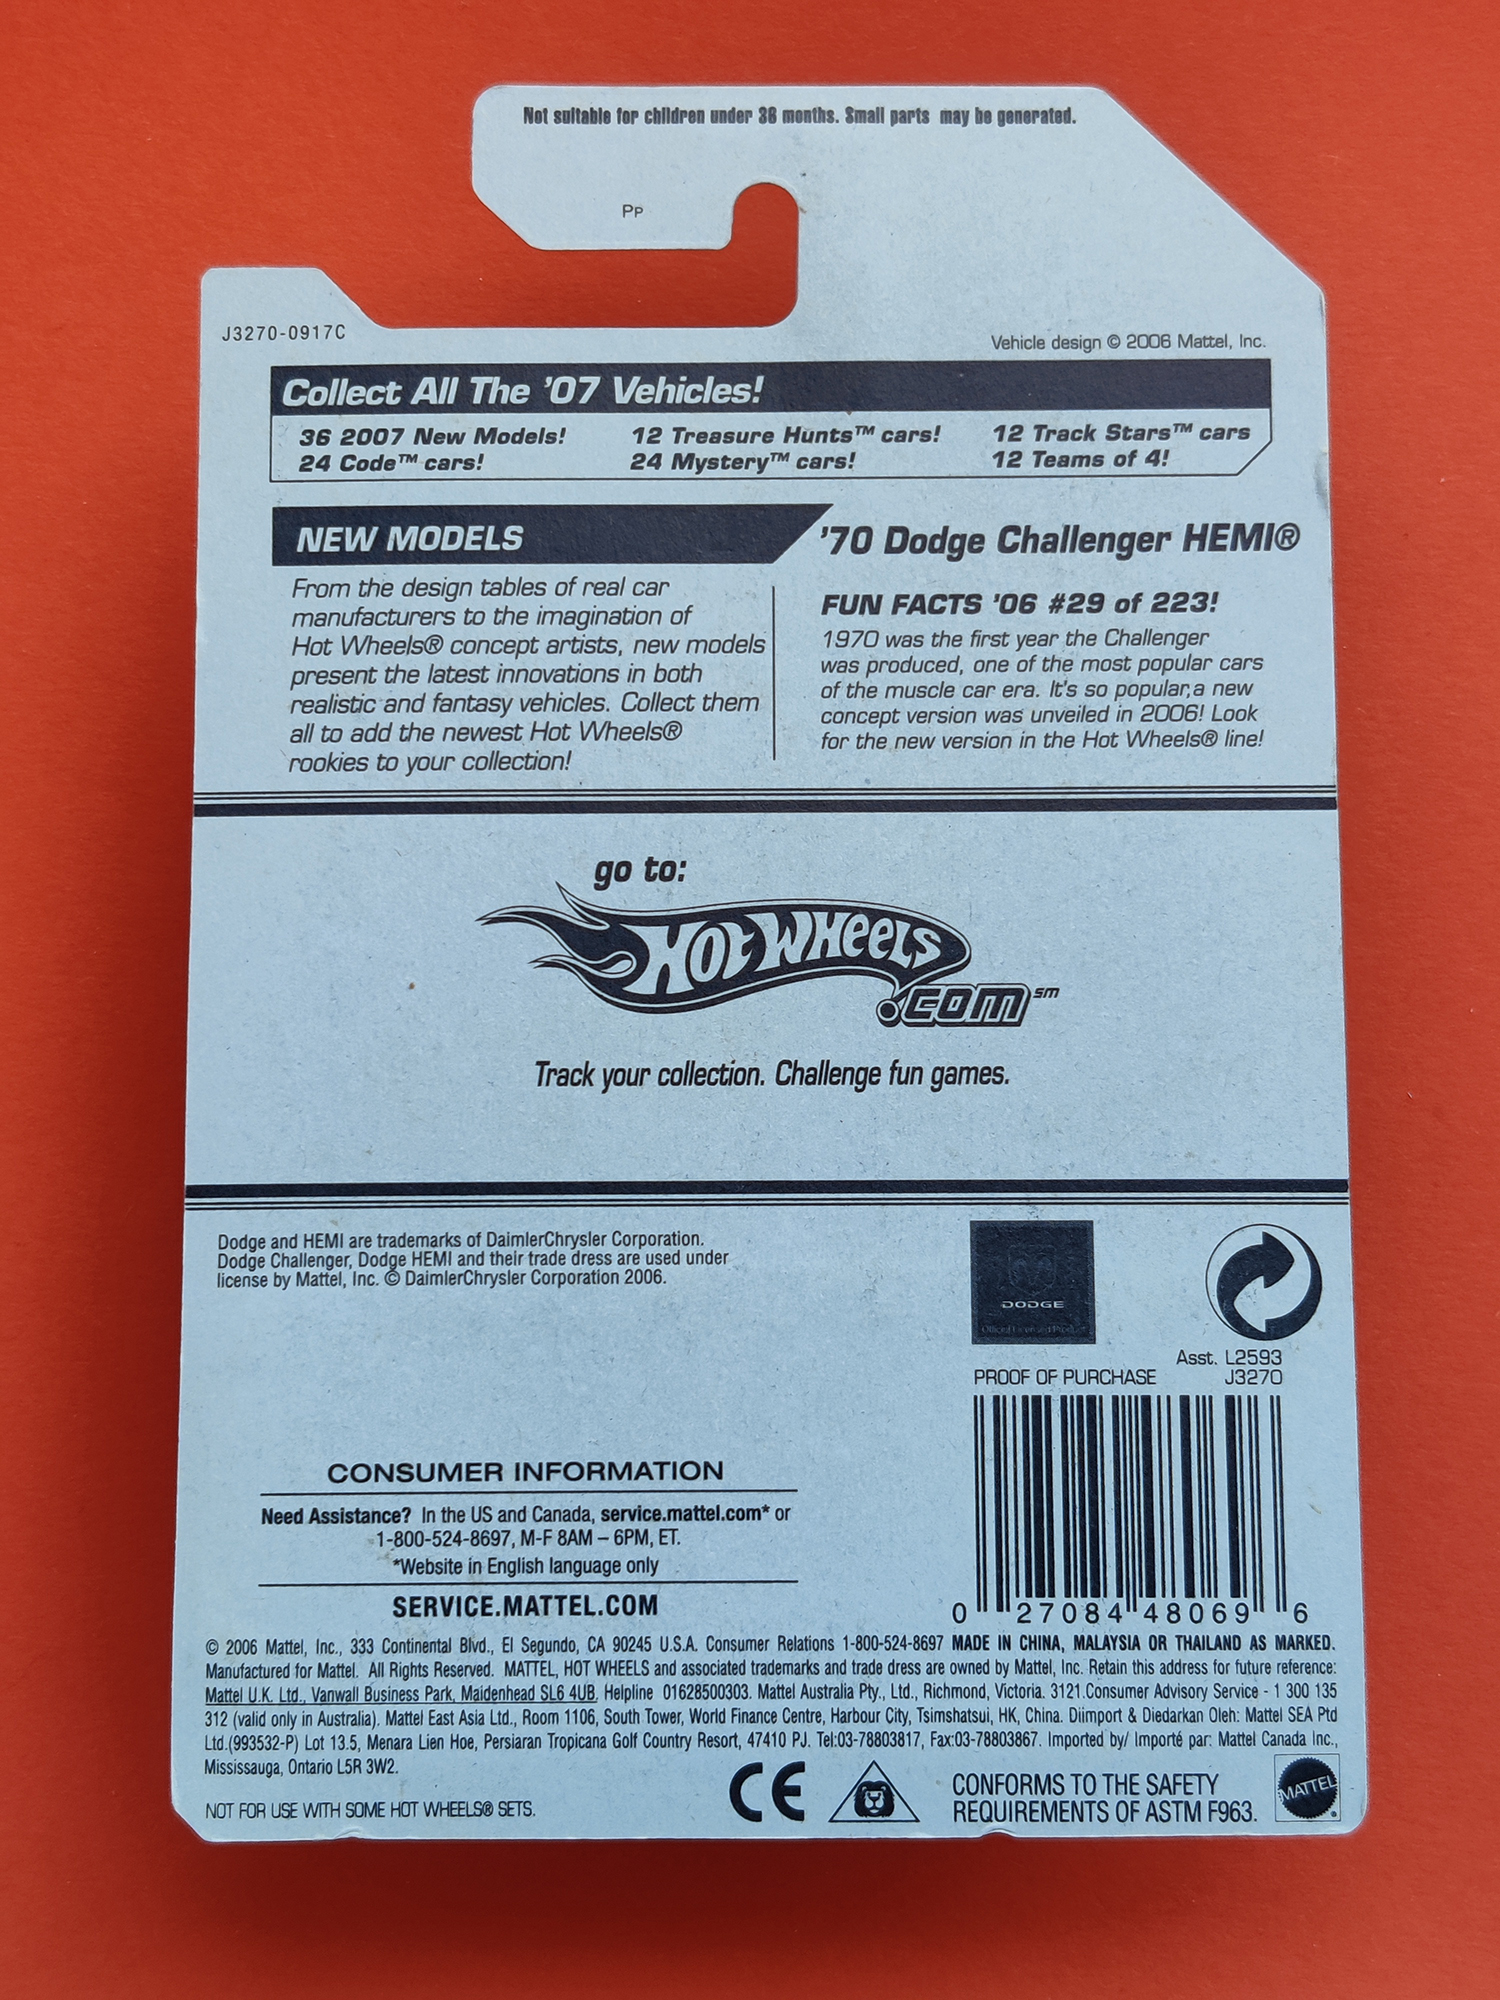 Not suitable for children under 36 months. Small parts may be generated.
PP
J3270-0917C
Vehicle design © 2006 Mattel, Inc.
Collect All The '07 Vehicles!
36 2007 New Models! 12 Treasure Hunts™ cars! 12 Track Stars™ cars
24 Code™ cars! 24 Mystery™ cars! 12 Teams of 4!
NEW MODELS
From the design tables of real car
manufacturers to the imagination of
Hot Wheels® concept artists, new models
present the latest innovations in both
realistic and fantasy vehicles. Collect them
all to add the newest Hot Wheels®
rookies to your collection!
'70 Dodge Challenger HEMI®
FUN FACTS '06 #29 of 223!
1970 was the first year the Challenger
was produced, one of the most popular cars
of the muscle car era. It's so popular,a new
concept version was unveiled in 2006! Look
for the new version in the Hot Wheels® line!
go to:
Hot Wheels
.com℠
Track your collection. Challenge fun games.
Dodge and HEMI are trademarks of DaimlerChrysler Corporation.
Dodge Challenger, Dodge HEMI and their trade dress are used under
license by Mattel, Inc. © DaimlerChrysler Corporation 2006.
DODGE
Official Licensed Product
Asst. L2593
PROOF OF PURCHASE J3270
0 27084 48069 6
CONSUMER INFORMATION
Need Assistance? In the US and Canada, service.mattel.com* or
1-800-524-8697, M-F 8AM – 6PM, ET.
*Website in English language only
SERVICE.MATTEL.COM
© 2006 Mattel, Inc., 333 Continental Blvd., El Segundo, CA 90245 U.S.A. Consumer Relations 1-800-524-8697 MADE IN CHINA, MALAYSIA OR THAILAND AS MARKED.
Manufactured for Mattel. All Rights Reserved. MATTEL, HOT WHEELS and associated trademarks and trade dress are owned by Mattel, Inc. Retain this address for future reference:
Mattel U.K. Ltd., Vanwall Business Park, Maidenhead SL6 4UB. Helpline 01628500303. Mattel Australia Pty., Ltd., Richmond, Victoria. 3121.Consumer Advisory Service - 1 300 135
312 (valid only in Australia). Mattel East Asia Ltd., Room 1106, South Tower, World Finance Centre, Harbour City, Tsimshatsui, HK, China. Diimport & Diedarkan Oleh: Mattel SEA Ptd
Ltd.(993532-P) Lot 13.5, Menara Lien Hoe, Persiaran Tropicana Golf Country Resort, 47410 PJ. Tel:03-78803817, Fax:03-78803867. Imported by/ Importé par: Mattel Canada Inc.,
Mississauga, Ontario L5R 3W2.
NOT FOR USE WITH SOME HOT WHEELS® SETS.
CE
CONFORMS TO THE SAFETY
REQUIREMENTS OF ASTM F963.
MATTEL®